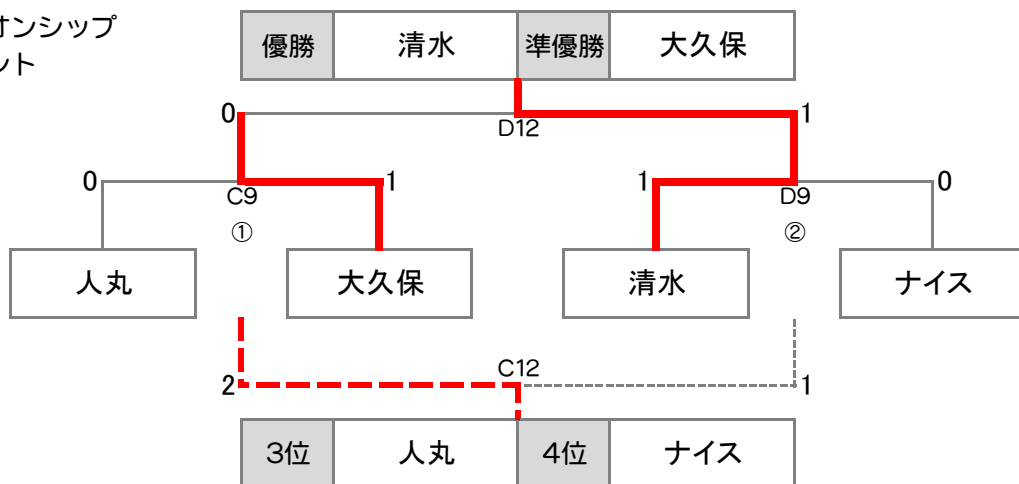 オンシップ
ント
優勝 清水 準優勝 大久保
0 D12 1
0 C9 1 1 D9 0
① ②
人丸 大久保 清水 ナイス
2 C12 1
3位 人丸 4位 ナイス